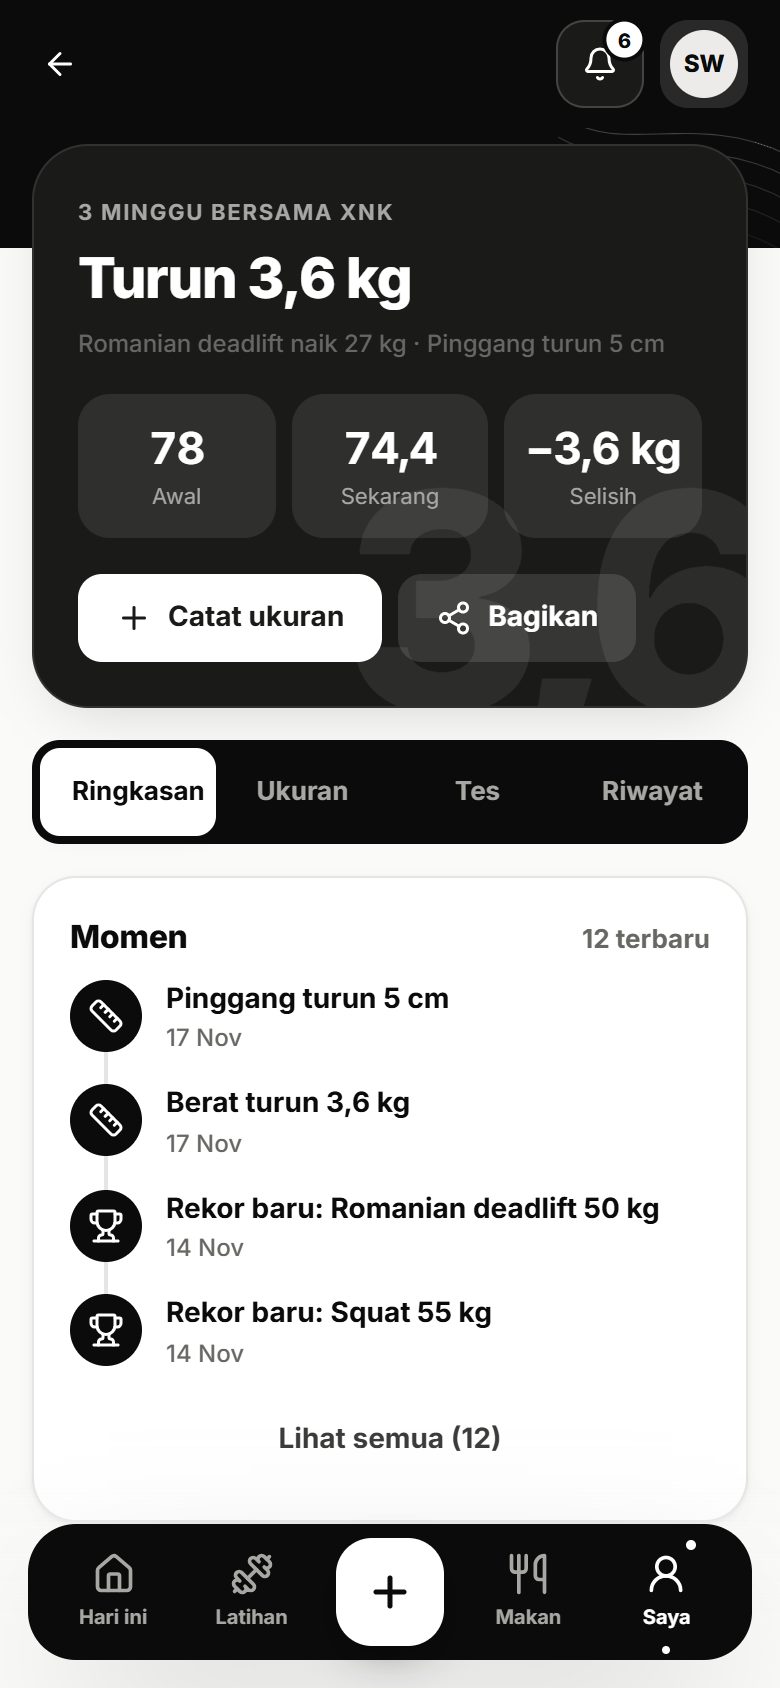 6
SW
3 MINGGU BERSAMA XNK
Turun 3,6 kg
Romanian deadlift naik 27 kg · Pinggang turun 5 cm
78
Awal
74,4
Sekarang
−3,6 kg
Selisih
3,6
Catat ukuran
Bagikan
Ringkasan
Ukuran
Tes
Riwayat
Momen
12 terbaru
Pinggang turun 5 cm
17 Nov
Berat turun 3,6 kg
17 Nov
Rekor baru: Romanian deadlift 50 kg
14 Nov
Rekor baru: Squat 55 kg
14 Nov
Lihat semua (12)
Hari ini
Latihan
Makan
Saya